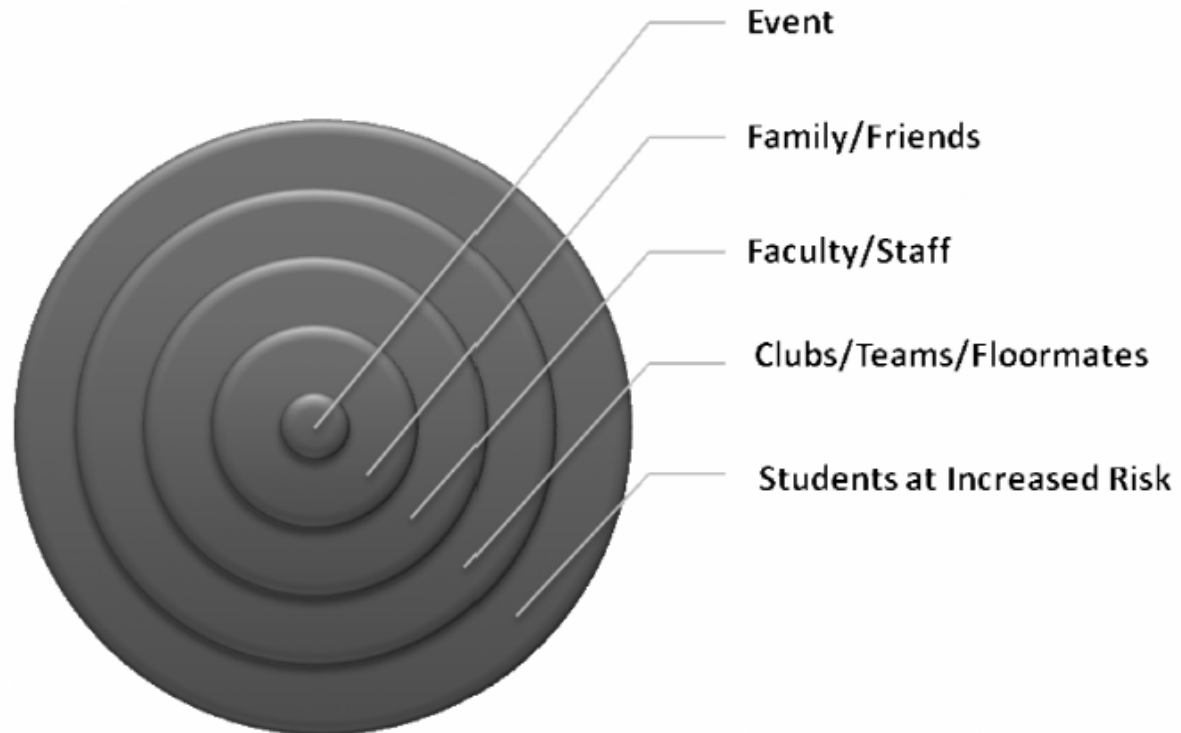 Event
Family/Friends
Faculty/Staff
Clubs/Teams/Floormates
Students at Increased Risk